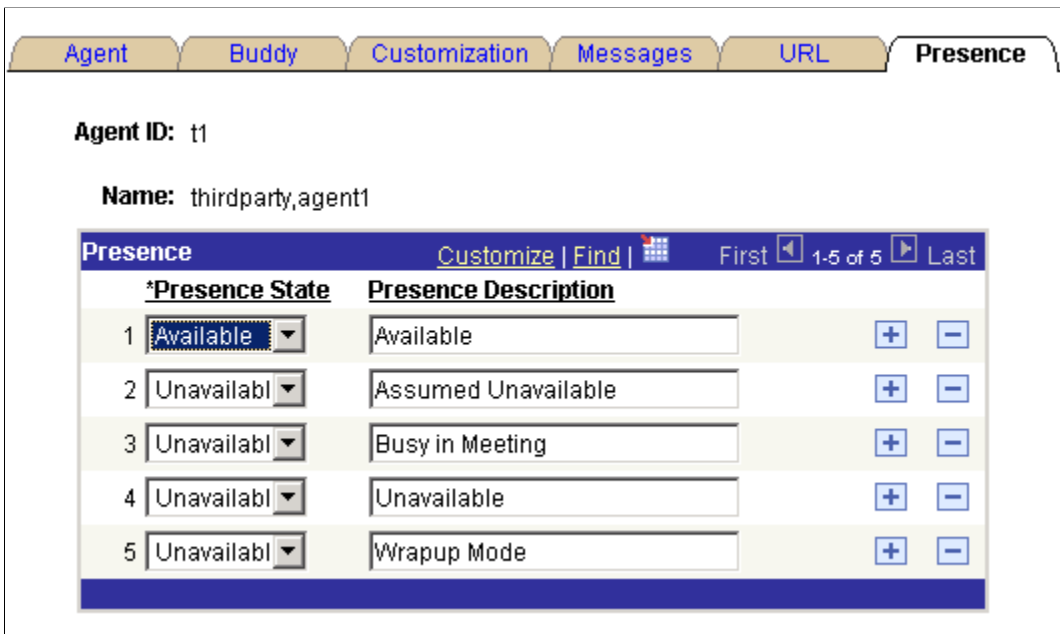 Agent Buddy Customization Messages URL Presence
Agent ID: t1
Name: thirdparty,agent1
Presence Customize | Find | First 1-5 of 5 Last
*Presence State Presence Description
1 Available Available
2 Unavailabl Assumed Unavailable
3 Unavailabl Busy in Meeting
4 Unavailabl Unavailable
5 Unavailabl Wrapup Mode